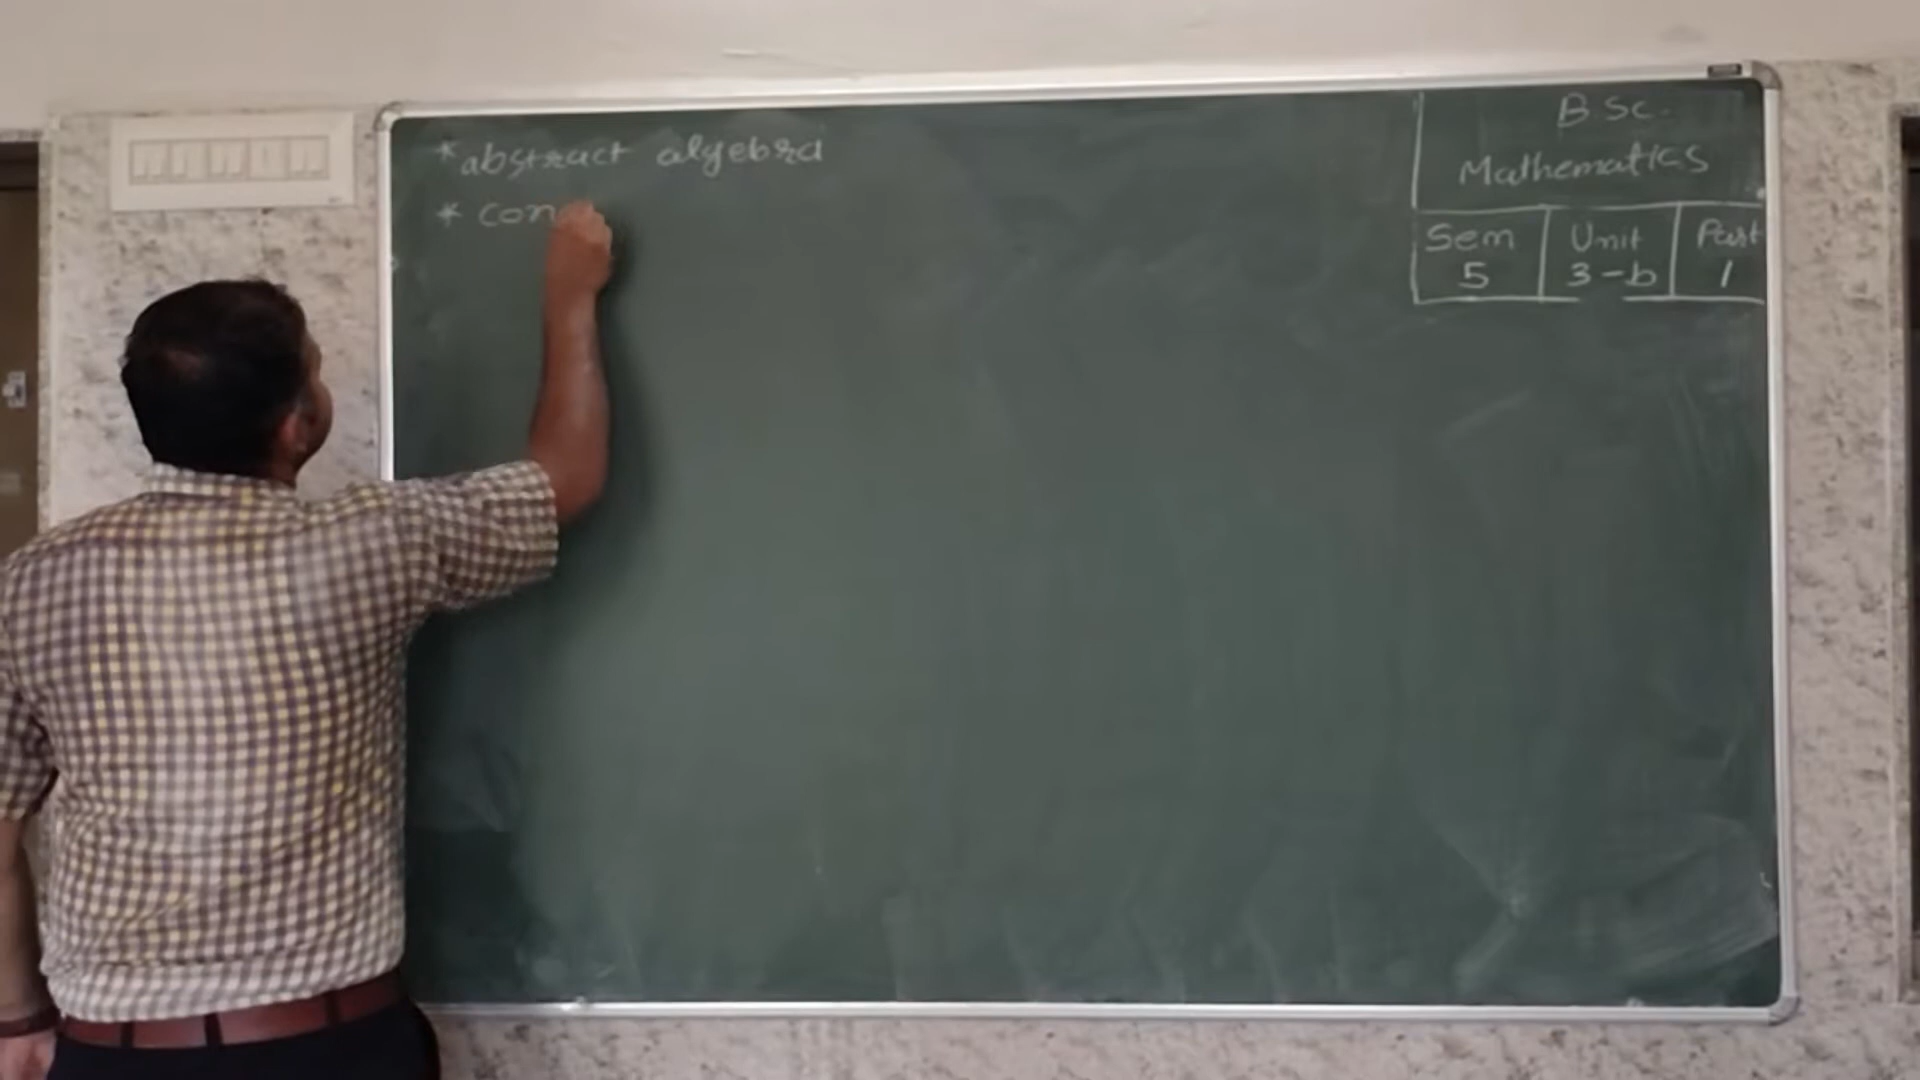 *abstract algebra
* con
B Sc.
Mathematics
Sem Unit Part
5 3-b 1